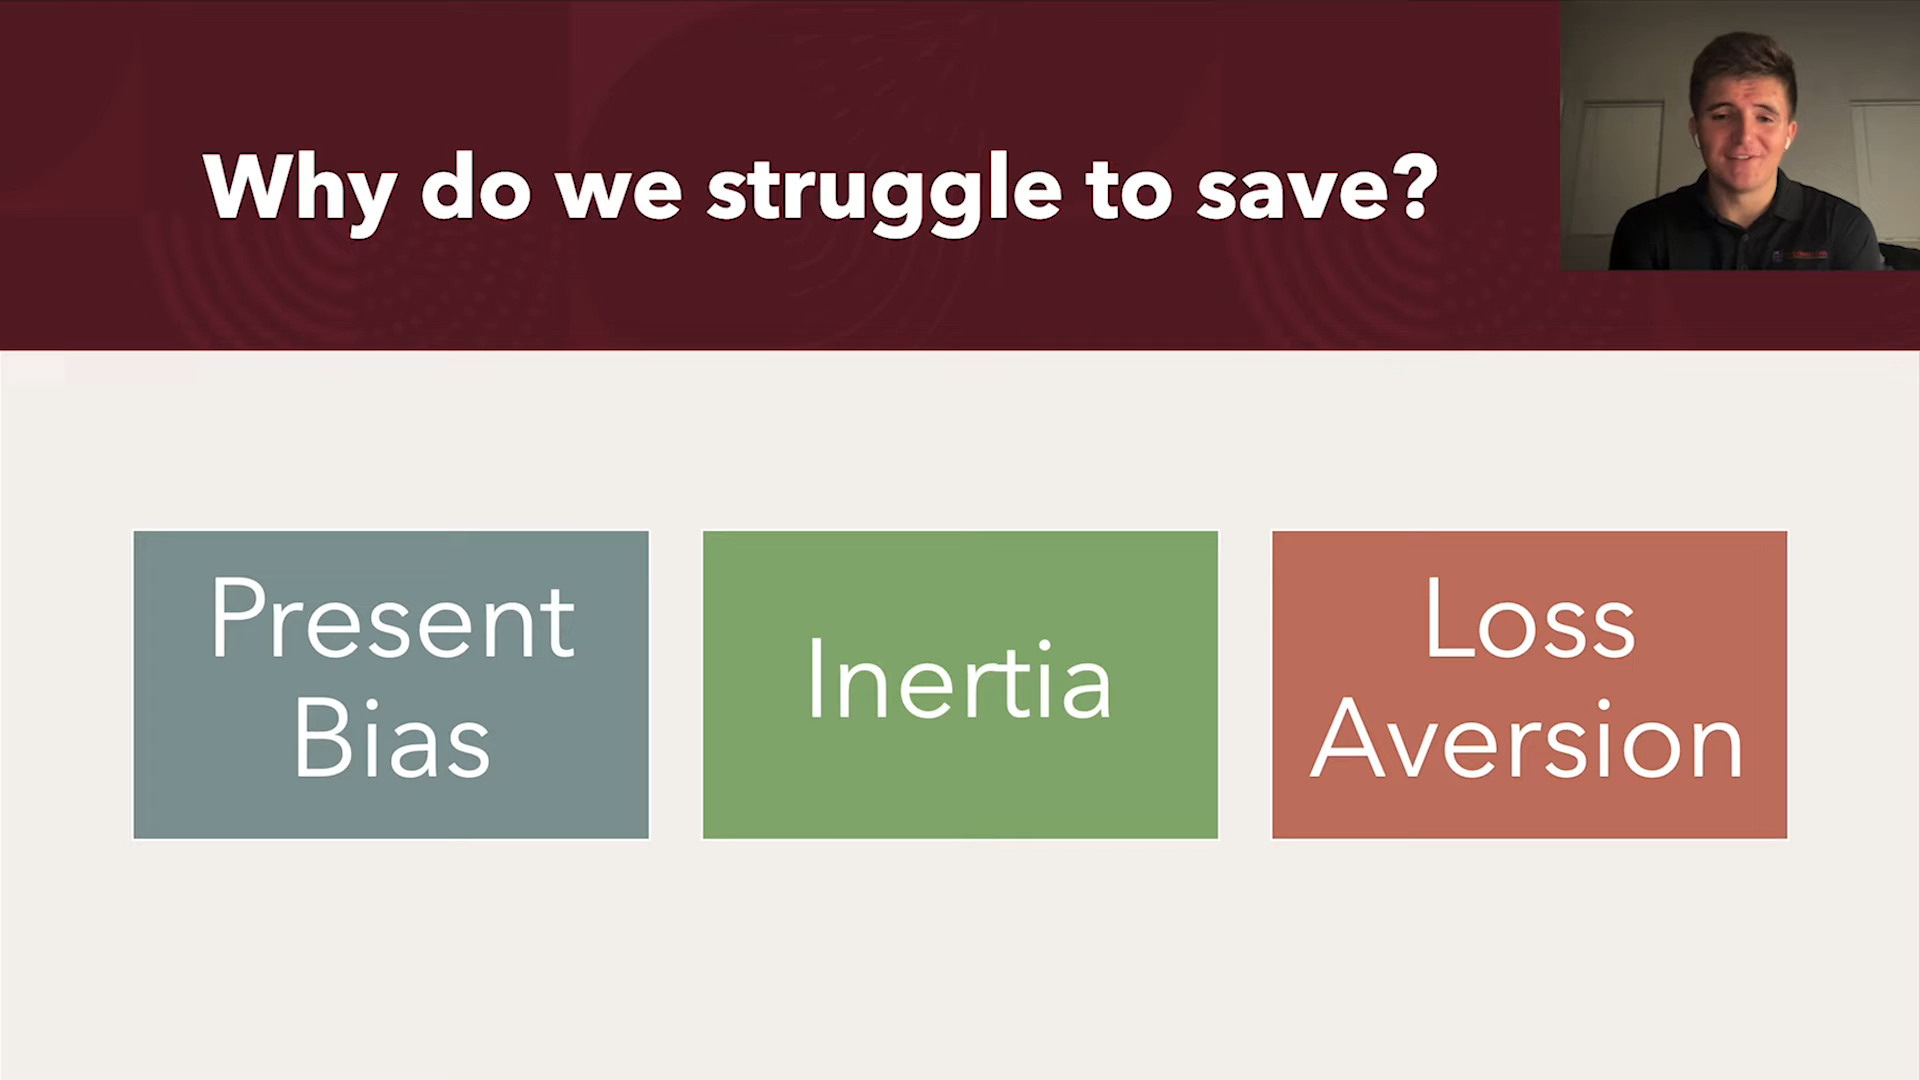 Why do we struggle to save?
Present
Bias
Inertia
Loss
Aversion